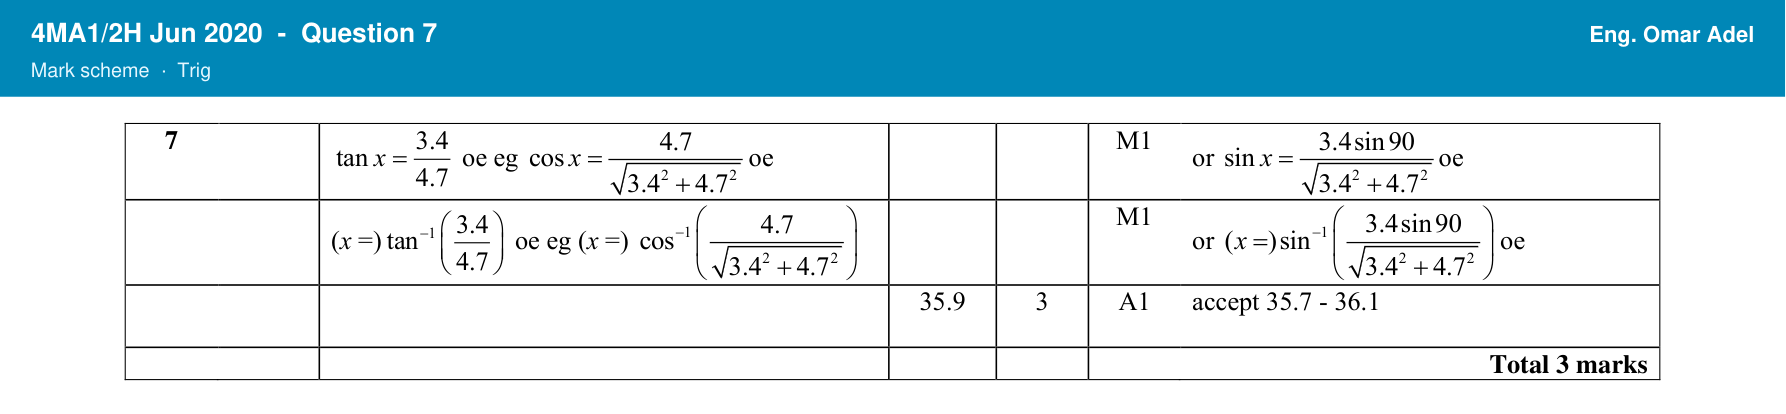 4MA1/2H Jun 2020 - Question 7
Eng. Omar Adel
Mark scheme · Trig
7 tan x = 3.4/4.7 oe eg cos x = 4.7/√(3.4² + 4.7²) oe M1 or sin x = 3.4 sin 90/√(3.4² + 4.7²) oe
(x =) tan⁻¹(3.4/4.7) oe eg (x =) cos⁻¹(4.7/√(3.4² + 4.7²)) M1 or (x =) sin⁻¹(3.4 sin 90/√(3.4² + 4.7²)) oe
35.9 3 A1 accept 35.7 - 36.1
Total 3 marks